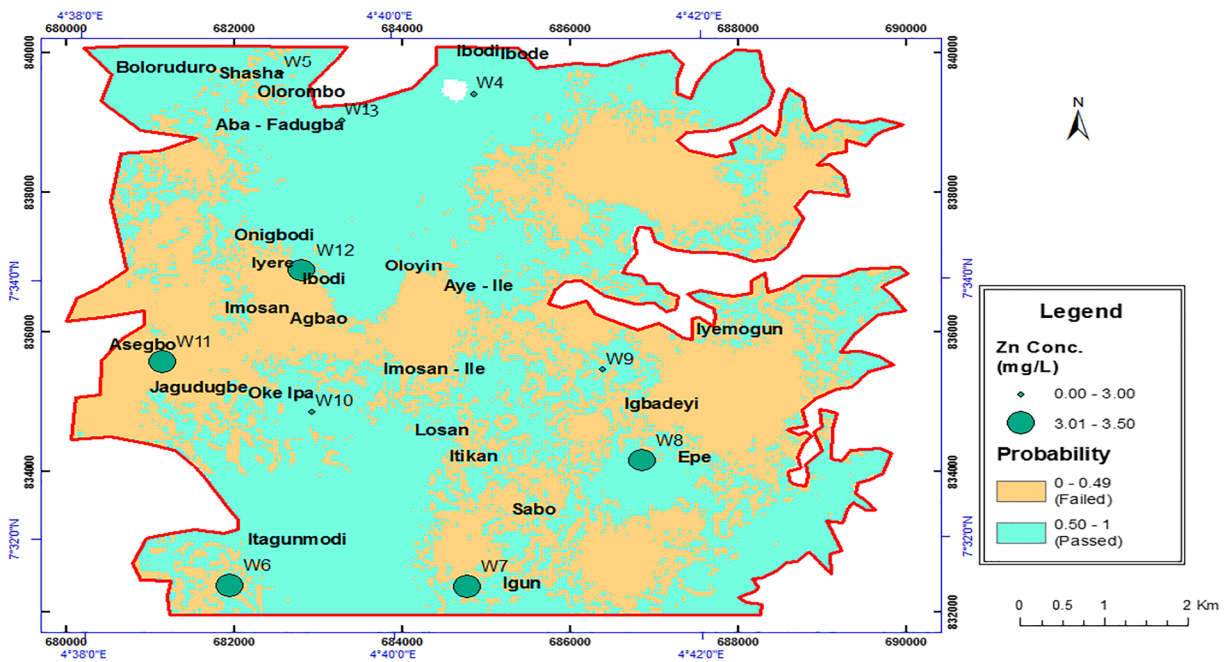 4°38'0"E 4°40'0"E 4°42'0"E
680000 682000 684000 686000 688000 690000
840000 840000
838000 838000
7°34'0"N 7°34'0"N
836000 836000
834000 834000
7°32'0"N 7°32'0"N
832000 832000
Ibodi Ibode
Boloruduro Shasha W5
Olorombo W4
W13
Aba - Fadugba
Onigbodi
W12
Iyere Oloyin
Ibodi Aye - Ile
Imosan Agbao
Iyemogun
Asegbo W11
W9
Imosan - Ile
Jagudugbe Oke Ipa W10
Igbadeyi
Losan
W8
Itikan Epe
Sabo
Itagunmodi
W6 W7
Igun
680000 682000 684000 686000 688000 690000
4°38'0"E 4°40'0"E 4°42'0"E
N
Legend
Zn Conc.
(mg/L)
0.00 - 3.00
3.01 - 3.50
Probability
0 - 0.49
(Failed)
0.50 - 1
(Passed)
0 0.5 1 2 Km